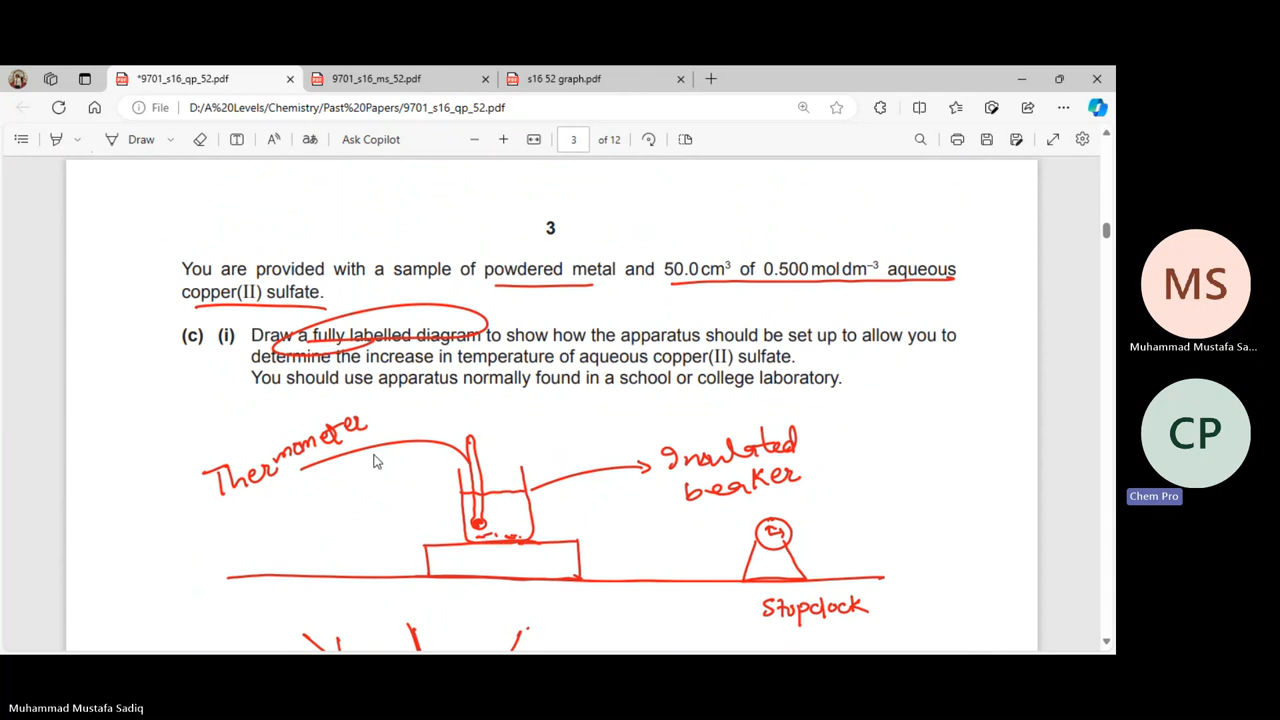 *9701_s16_qp_52.pdf
9701_s16_ms_52.pdf
s16 52 graph.pdf
File
D:/A%20Levels/Chemistry/Past%20Papers/9701_s16_qp_52.pdf
Draw
aあ
Ask Copilot
3
of 12
3
You are provided with a sample of powdered metal and 50.0 cm³ of 0.500 mol dm⁻³ aqueous
copper(II) sulfate.
(c) (i) Draw a fully labelled diagram to show how the apparatus should be set up to allow you to
determine the increase in temperature of aqueous copper(II) sulfate.
You should use apparatus normally found in a school or college laboratory.
Thermometer
Insulated
beaker
Stopclock
MS
Muhammad Mustafa Sa...
CP
Chem Pro
Muhammad Mustafa Sadiq